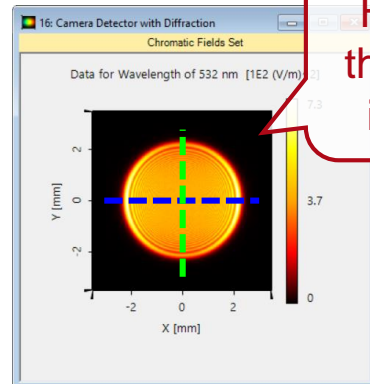 16: Camera Detector with Diffraction
Chromatic Fields Set
Data for Wavelength of 532 nm [1E2 (V/m)
2]
th
i
7.3
3.7
0
Y [mm]
2
0
-2
-2
0
2
X [mm]